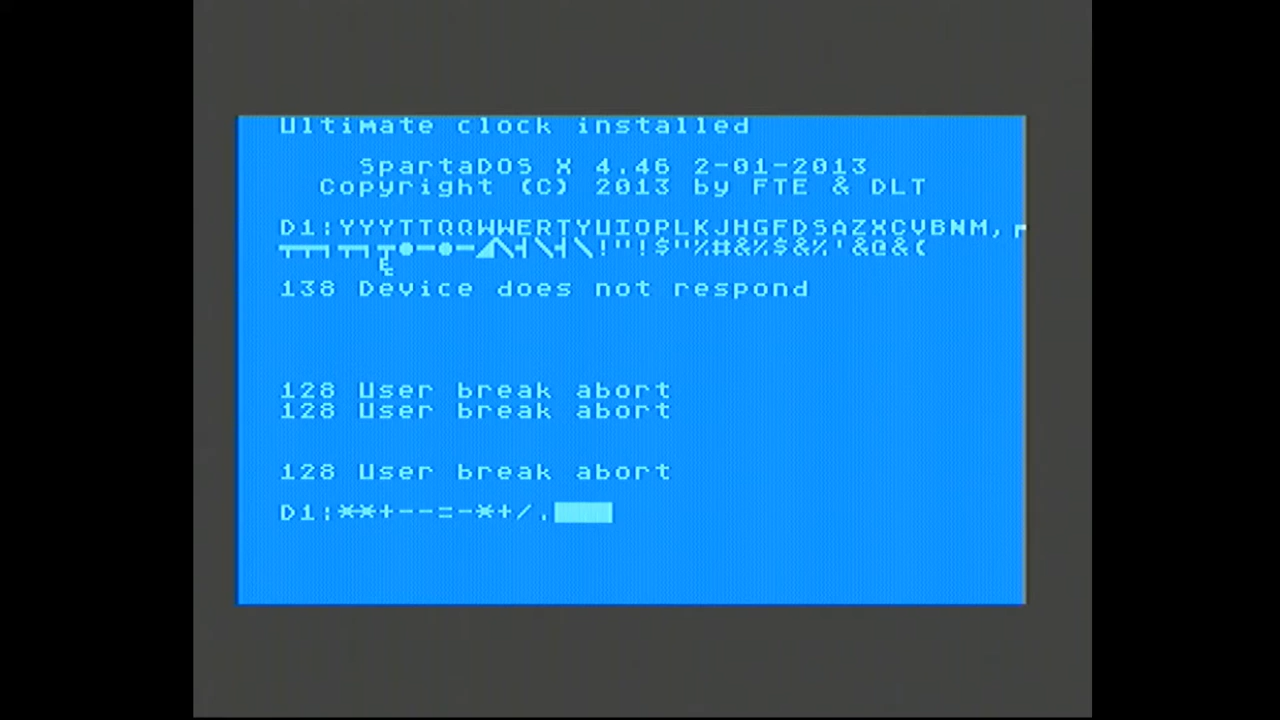 Ultimate clock installed
SpartaDOS X 4.46 2-01-2013
Copyright (C) 2013 by FTE & DLT
D1:YYYTTQQWWERTYUIOPLKJHGFDSAZXCVBNM,┌
┬┬┐┬┐┬●─●─◢╲┤╲┤╲!"!$"%#&%$&%'&@&(
138 Device does not respond
128 User break abort
128 User break abort
128 User break abort
D1:**+--=-*+/.